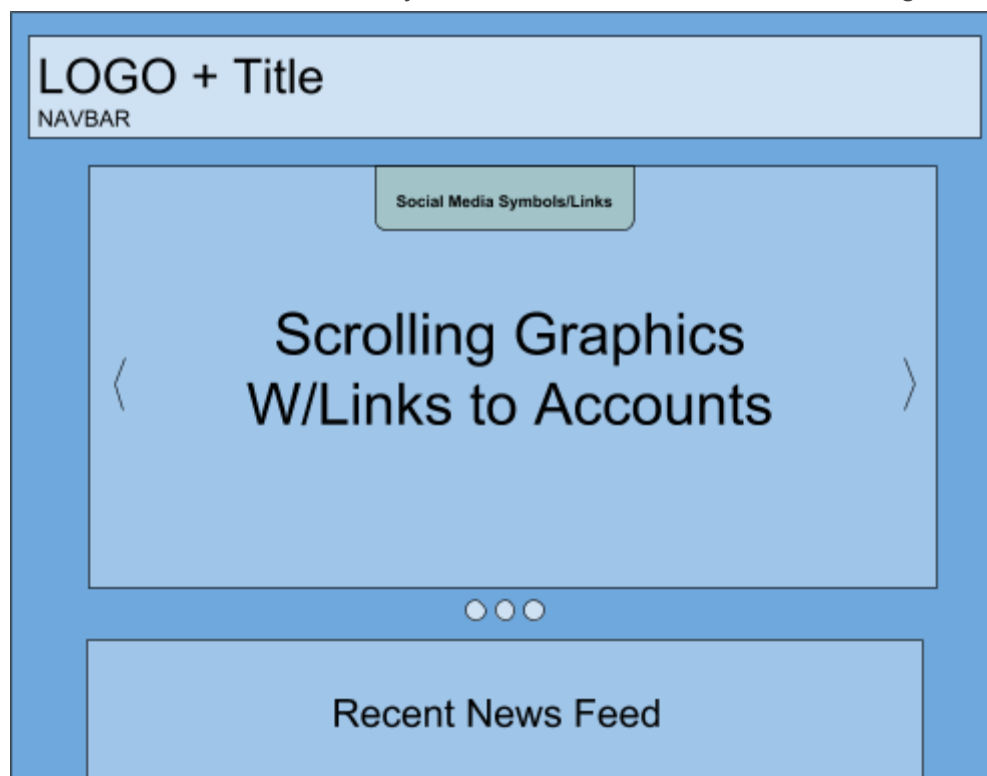 LOGO + Title
NAVBAR
Social Media Symbols/Links
Scrolling Graphics
W/Links to Accounts
Recent News Feed